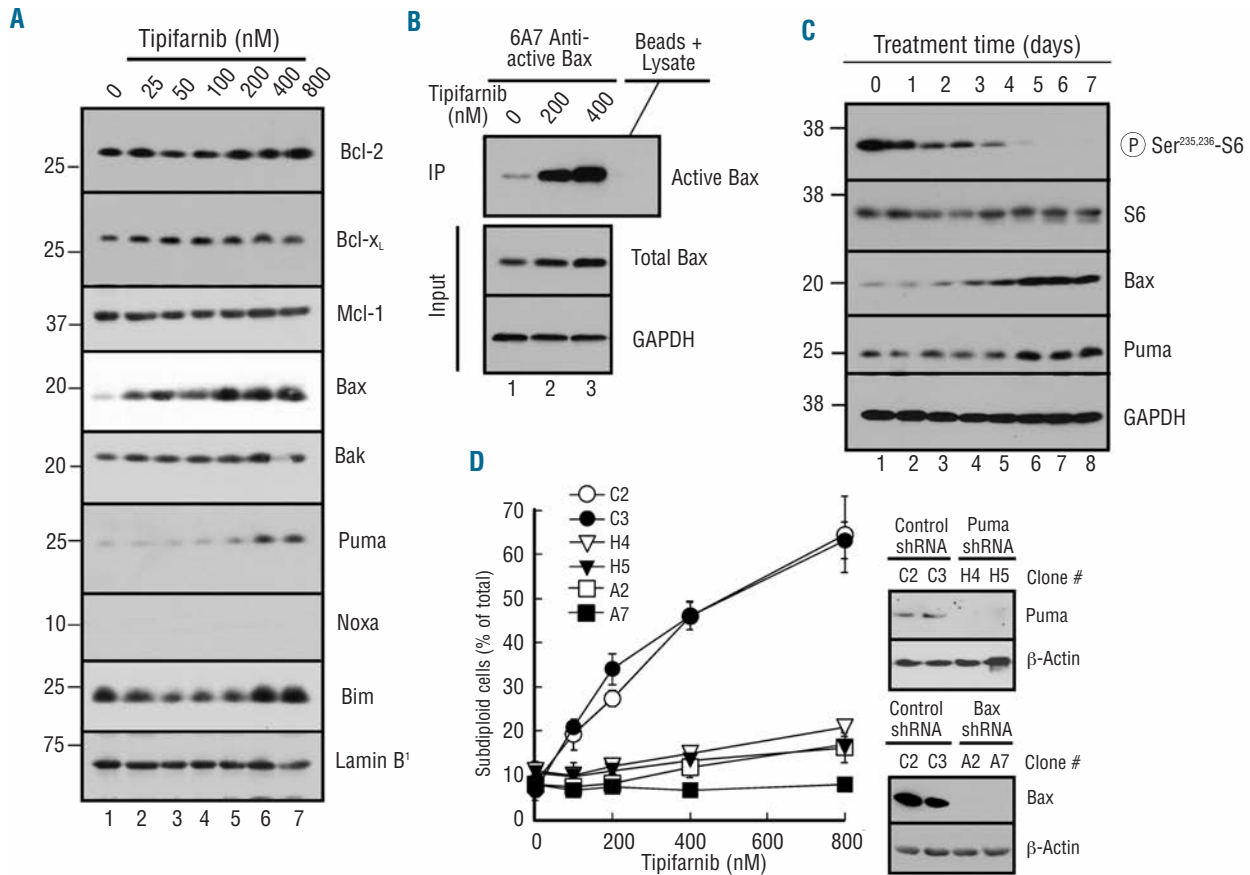 A
Tipifarnib (nM)
0 25 50 100 200 400 800
25 Bcl-2
25 Bcl-xL
37 Mcl-1
20 Bax
20 Bak
25 Puma
10 Noxa
25 Bim
75 Lamin B1
1 2 3 4 5 6 7
B
6A7 Anti-active Bax
Beads + Lysate
Tipifarnib (nM) 0 200 400
IP Active Bax
Input
Total Bax
GAPDH
1 2 3
C
Treatment time (days)
0 1 2 3 4 5 6 7
38 P Ser235,236-S6
38 S6
20 Bax
25 Puma
38 GAPDH
1 2 3 4 5 6 7 8
D
C2
C3
H4
H5
A2
A7
Subdiploid cells (% of total)
70
60
50
40
30
20
10
0
0 200 400 600 800
Tipifarnib (nM)
Control shRNA
Puma shRNA
C2 C3 H4 H5 Clone #
Puma
β-Actin
Control shRNA
Bax shRNA
C2 C3 A2 A7 Clone #
Bax
β-Actin